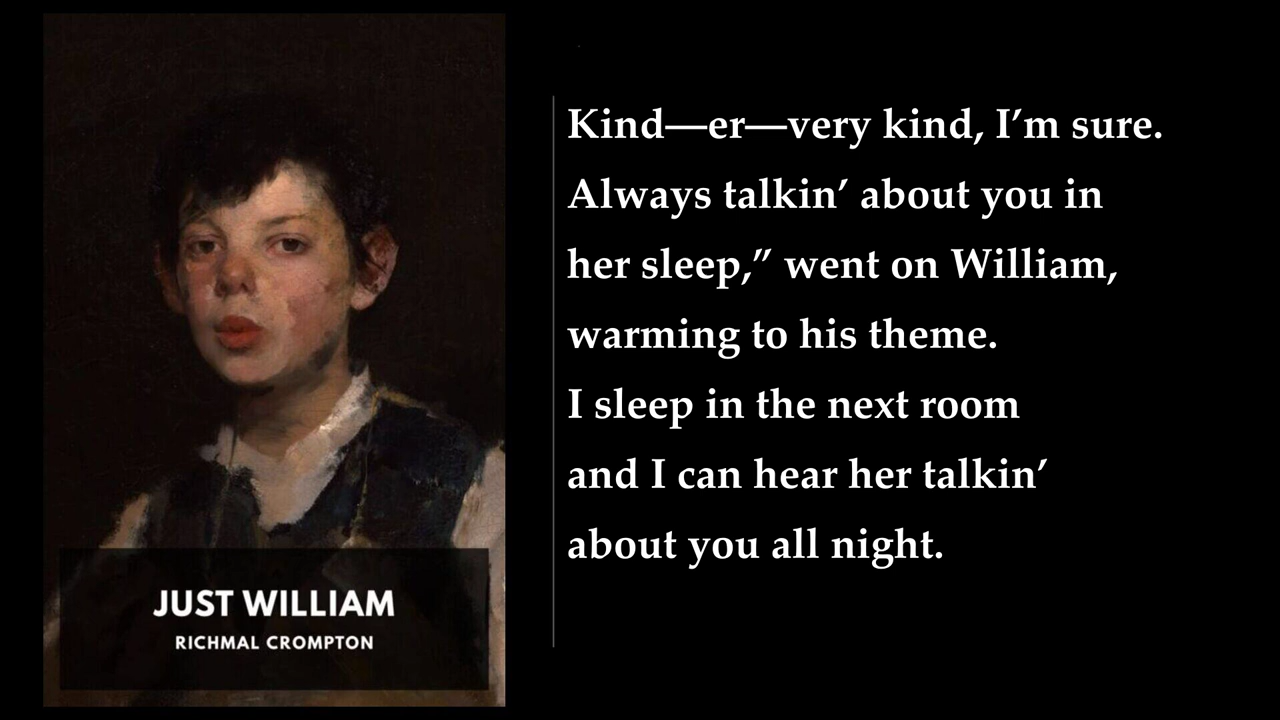 Kind—er—very kind, I’m sure.
Always talkin’ about you in
her sleep,” went on William,
warming to his theme.
I sleep in the next room
and I can hear her talkin’
about you all night.
JUST WILLIAM
RICHMAL CROMPTON